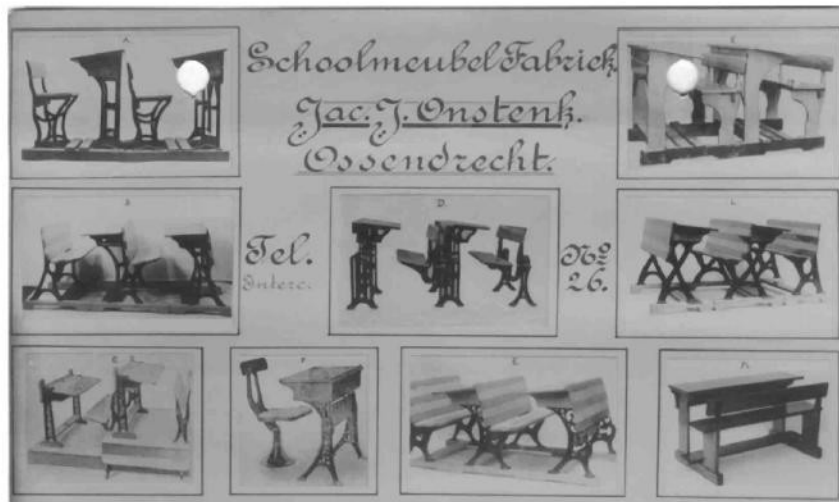 Schoolmeubel Fabriek
Jac. J. Onstenk.
Ossendrecht.
Tel. No 26.
Interc.
A.
D.
L.
F.